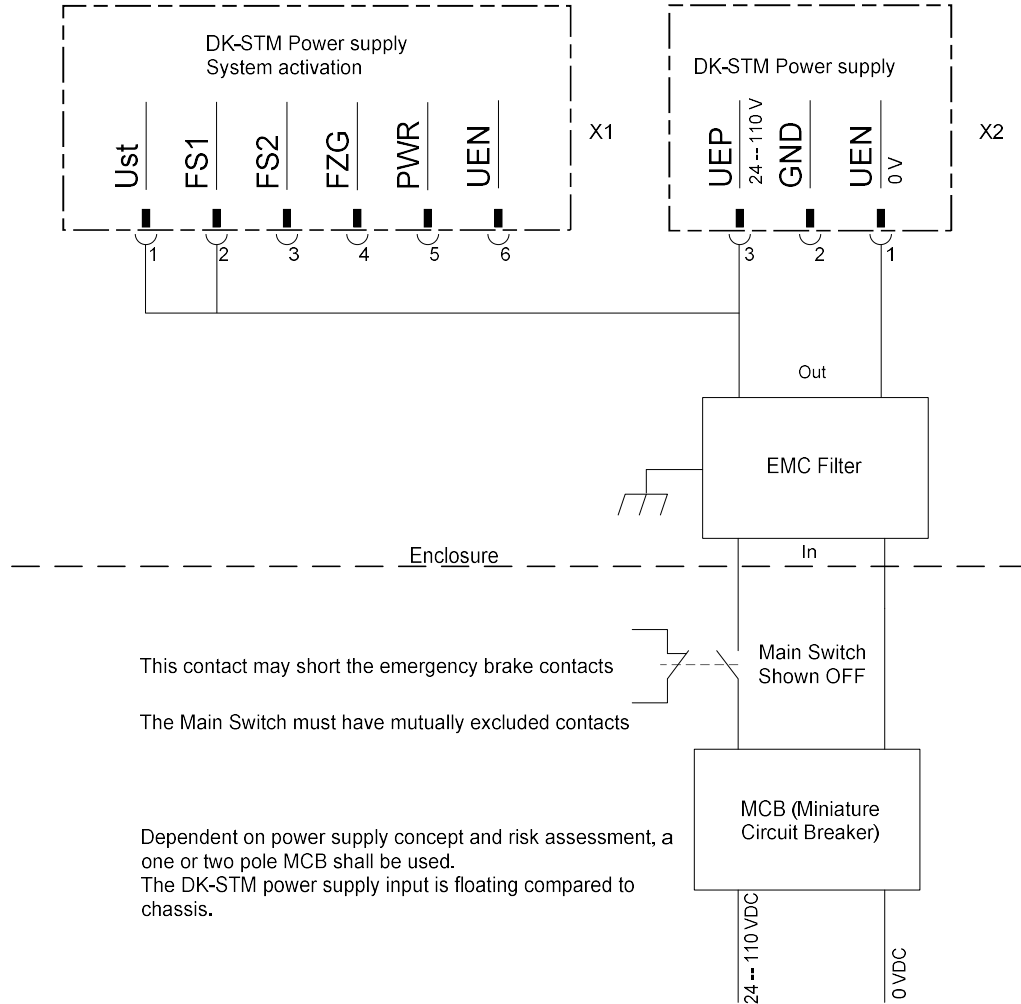 DK-STM Power supply
System activation
DK-STM Power supply
Ust
FS1
FS2
FZG
PWR
UEN
X1
UEP
24 -- 110 V
GND
UEN
0 V
X2
1
2
3
4
5
6
3
2
1
Out
EMC Filter
In
Enclosure
This contact may short the emergency brake contacts
Main Switch
Shown OFF
The Main Switch must have mutually excluded contacts
MCB (Miniature
Circuit Breaker)
Dependent on power supply concept and risk assessment, a
one or two pole MCB shall be used.
The DK-STM power supply input is floating compared to
chassis.
24 -- 110 VDC
0 VDC